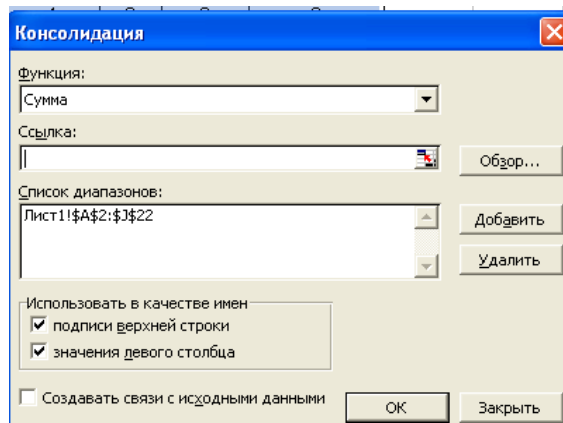 Консолидация
Функция:
Сумма
Ссылка:
Обзор...
Список диапазонов:
Лист1!$A$2:$J$22
Добавить
Удалить
Использовать в качестве имен
подписи верхней строки
значения левого столбца
Создавать связи с исходными данными
ОК
Закрыть